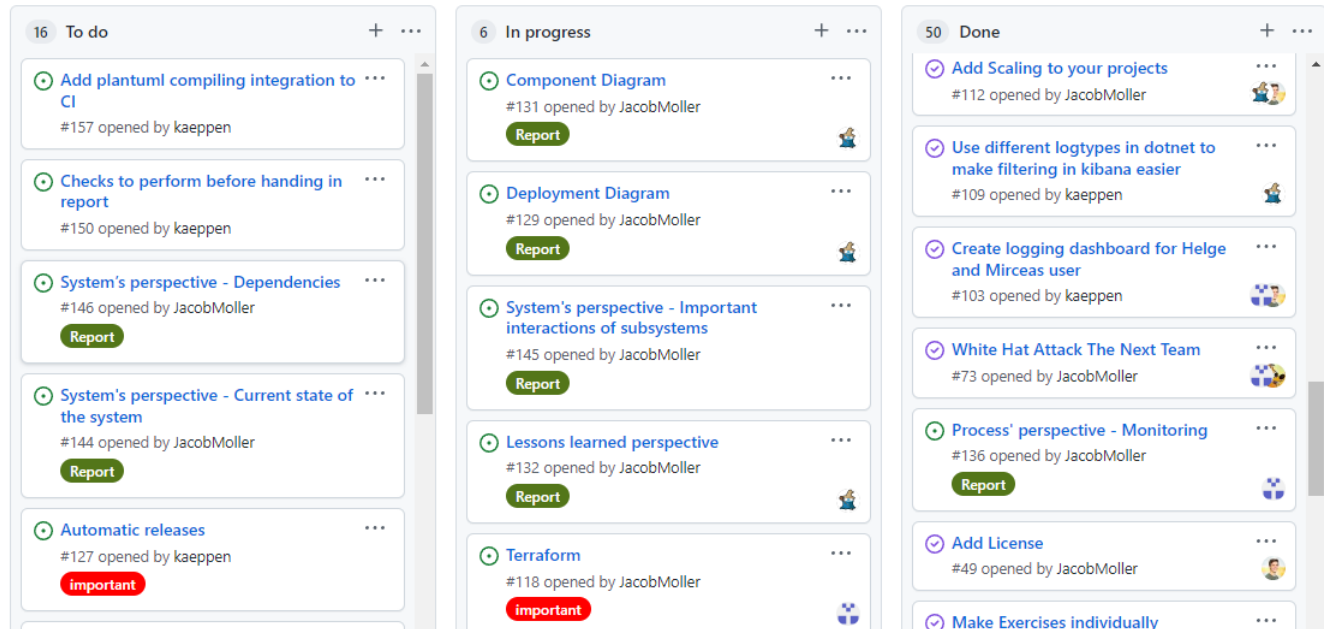 16 To do
Add plantuml compiling integration to
CI
#157 opened by kaeppen
Checks to perform before handing in
report
#150 opened by kaeppen
System's perspective - Dependencies
#146 opened by JacobMoller
Report
System's perspective - Current state of
the system
#144 opened by JacobMoller
Report
Automatic releases
#127 opened by kaeppen
important
6 In progress
Component Diagram
#131 opened by JacobMoller
Report
Deployment Diagram
#129 opened by JacobMoller
Report
System's perspective - Important
interactions of subsystems
#145 opened by JacobMoller
Report
Lessons learned perspective
#132 opened by JacobMoller
Report
Terraform
#118 opened by JacobMoller
important
50 Done
Add Scaling to your projects
#112 opened by JacobMoller
Use different logtypes in dotnet to
make filtering in kibana easier
#109 opened by kaeppen
Create logging dashboard for Helge
and Mirceas user
#103 opened by kaeppen
White Hat Attack The Next Team
#73 opened by JacobMoller
Process' perspective - Monitoring
#136 opened by JacobMoller
Report
Add License
#49 opened by JacobMoller
Make Exercises individually